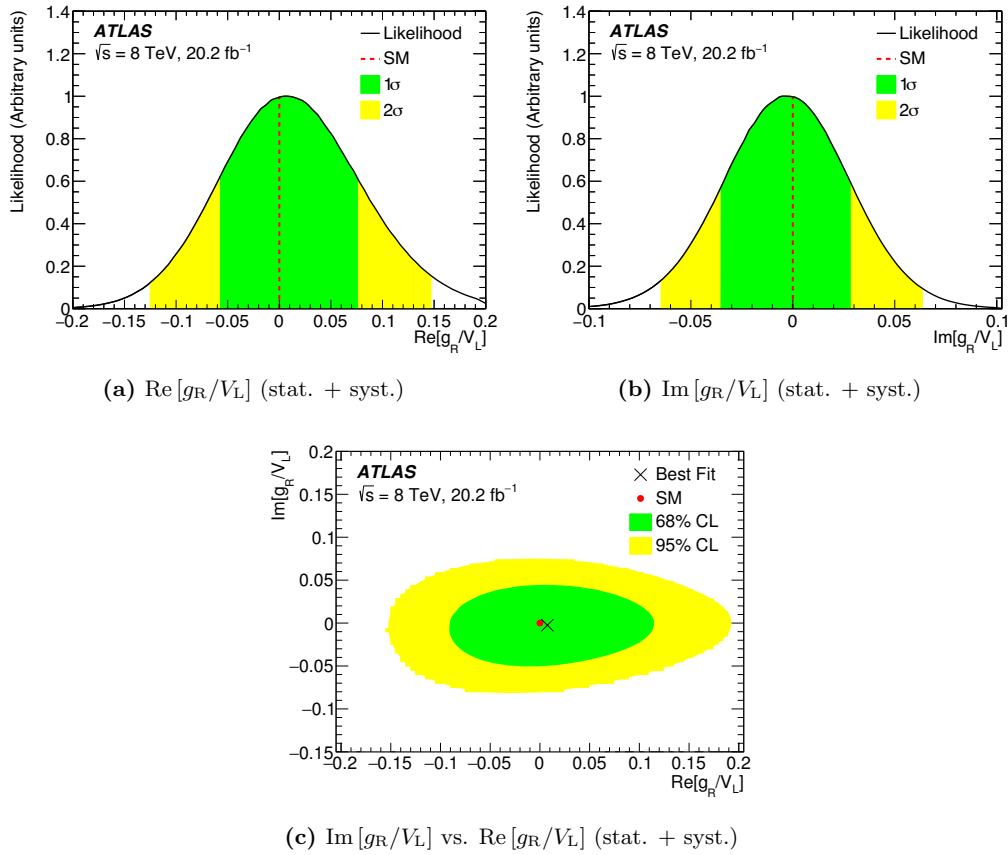 ATLAS
√s = 8 TeV, 20.2 fb⁻¹
Likelihood
SM
1σ
2σ
Likelihood (Arbitrary units)
1.4
1.2
1
0.8
0.6
0.4
0.2
0
−0.2 −0.15 −0.1 −0.05 0 0.05 0.1 0.15 0.2
Re[g_R/V_L]
(a) Re [g_R/V_L] (stat. + syst.)
ATLAS
√s = 8 TeV, 20.2 fb⁻¹
Likelihood
SM
1σ
2σ
Likelihood (Arbitrary units)
1.4
1.2
1
0.8
0.6
0.4
0.2
0
−0.1 −0.05 0 0.05 0.1
Im[g_R/V_L]
(b) Im [g_R/V_L] (stat. + syst.)
ATLAS
√s = 8 TeV, 20.2 fb⁻¹
Best Fit
SM
68% CL
95% CL
Im[g_R/V_L]
0.2
0.15
0.1
0.05
0
−0.05
−0.1
−0.15
−0.2 −0.15 −0.1 −0.05 0 0.05 0.1 0.15 0.2
Re[g_R/V_L]
(c) Im [g_R/V_L] vs. Re [g_R/V_L] (stat. + syst.)